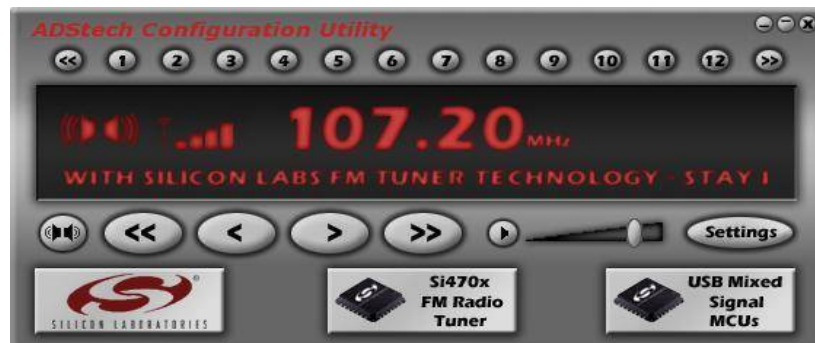 ADStech Configuration Utility
<< 1 2 3 4 5 6 7 8 9 10 11 12 >>
107.20 MHz
WITH SILICON LABS FM TUNER TECHNOLOGY - STAY I
<< < > >> Settings
SILICON LABORATORIES
Si470x
FM Radio
Tuner
USB Mixed
Signal
MCUs